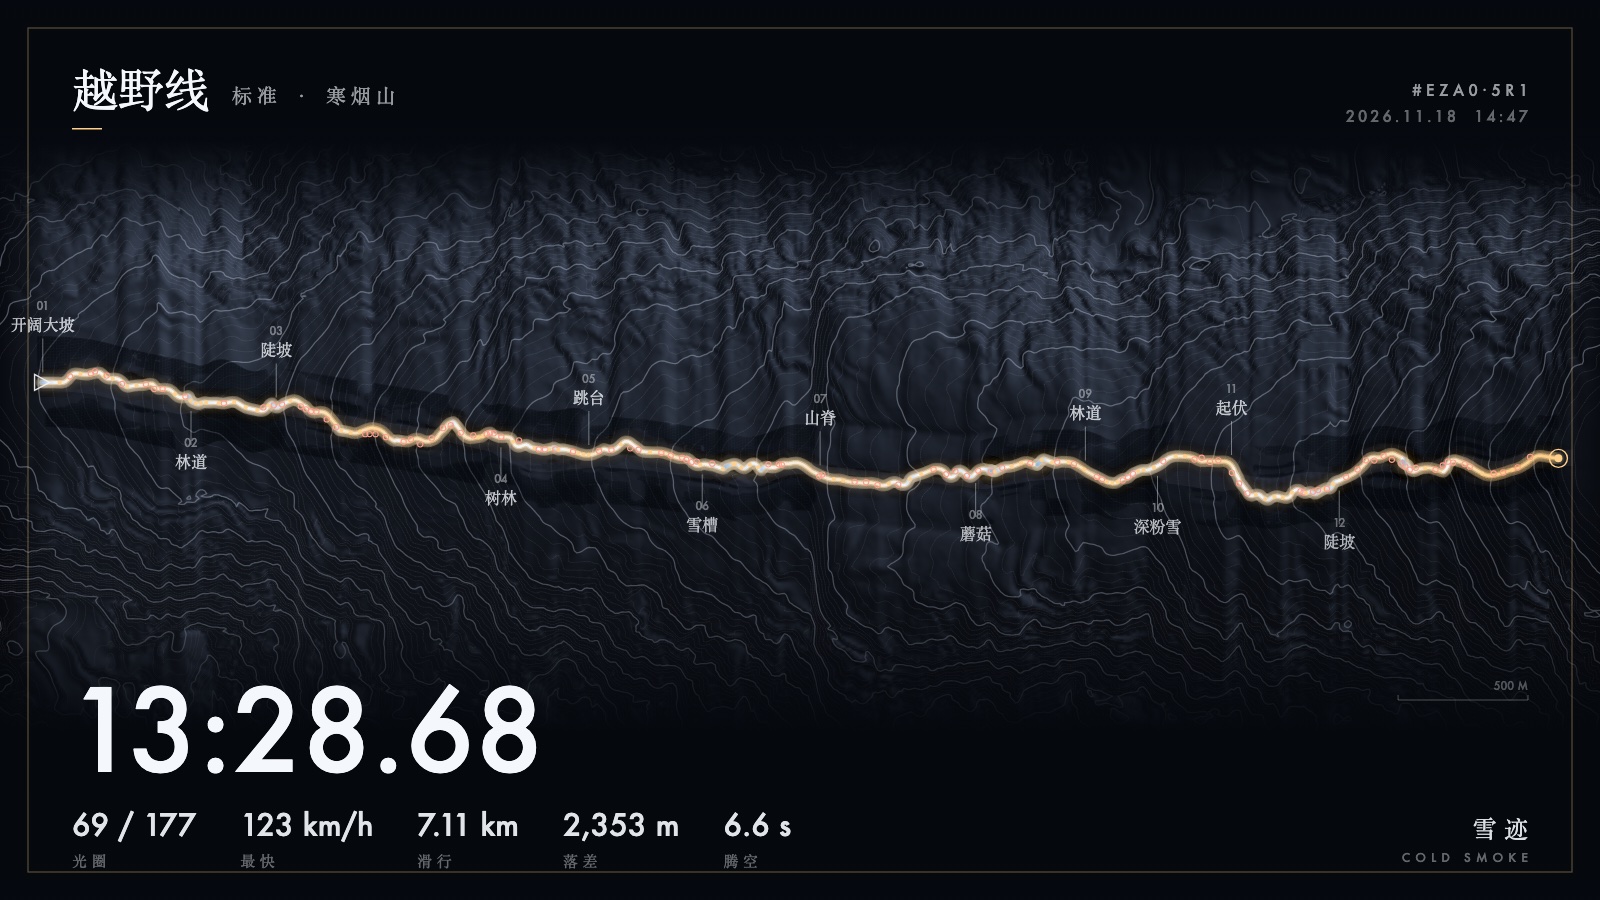 越野线 标准 · 寒烟山
#EZA0·5R1
2026.11.18 14:47
01
开阔大坡
02
林道
03
陡坡
04
树林
05
跳台
06
雪槽
07
山脊
08
蘑菇
09
林道
10
深粉雪
11
起伏
12
陡坡
500 M
13:28.68
69 / 177 123 km/h 7.11 km 2,353 m 6.6 s
光圈 最快 滑行 落差 腾空
雪迹
COLD SMOKE